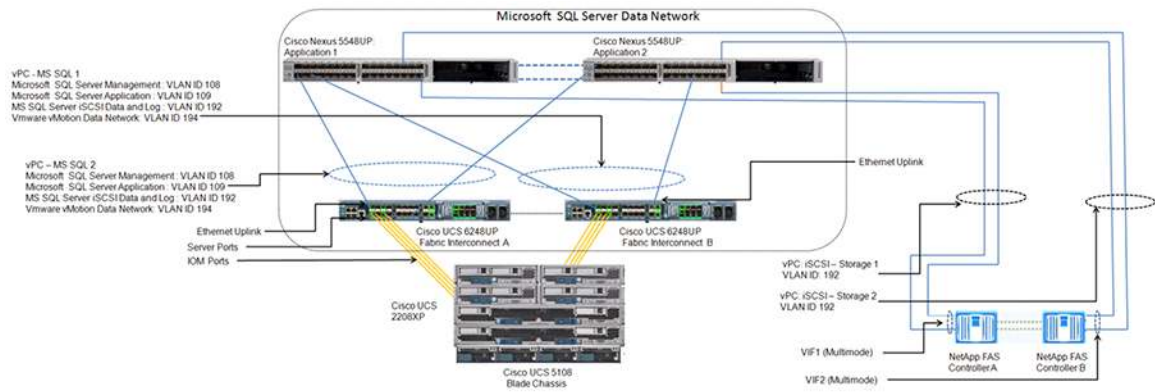 Microsoft SQL Server Data Network
Cisco Nexus 5548UP:
Application 1
Cisco Nexus 5548UP:
Application 2
vPC - MS SQL 1
Microsoft SQL Server Management : VLAN ID 108
Microsoft SQL Server Application : VLAN ID 109
MS SQL Server iSCSI Data and Log : VLAN ID 192
Vmware vMotion Data Network: VLAN ID 194
vPC – MS SQL 2
Microsoft SQL Server Management : VLAN ID 108
Microsoft SQL Server Application : VLAN ID 109
MS SQL Server iSCSI Data and Log : VLAN ID 192
Vmware vMotion Data Network: VLAN ID 194
Ethernet Uplink
Ethernet Uplink
Server Ports
IOM Ports
Cisco UCS 6248UP
Fabric Interconnect A
Cisco UCS 6248UP
Fabric Interconnect B
Cisco UCS
2208XP
Cisco UCS 5108
Blade Chassis
vPC: iSCSI – Storage 1
VLAN ID: 192
vPC: iSCSI – Storage 2
VLAN ID 192
VIF1 (Multimode)
VIF2 (Multimode)
NetApp FAS
Controller A
NetApp FAS
Controller B